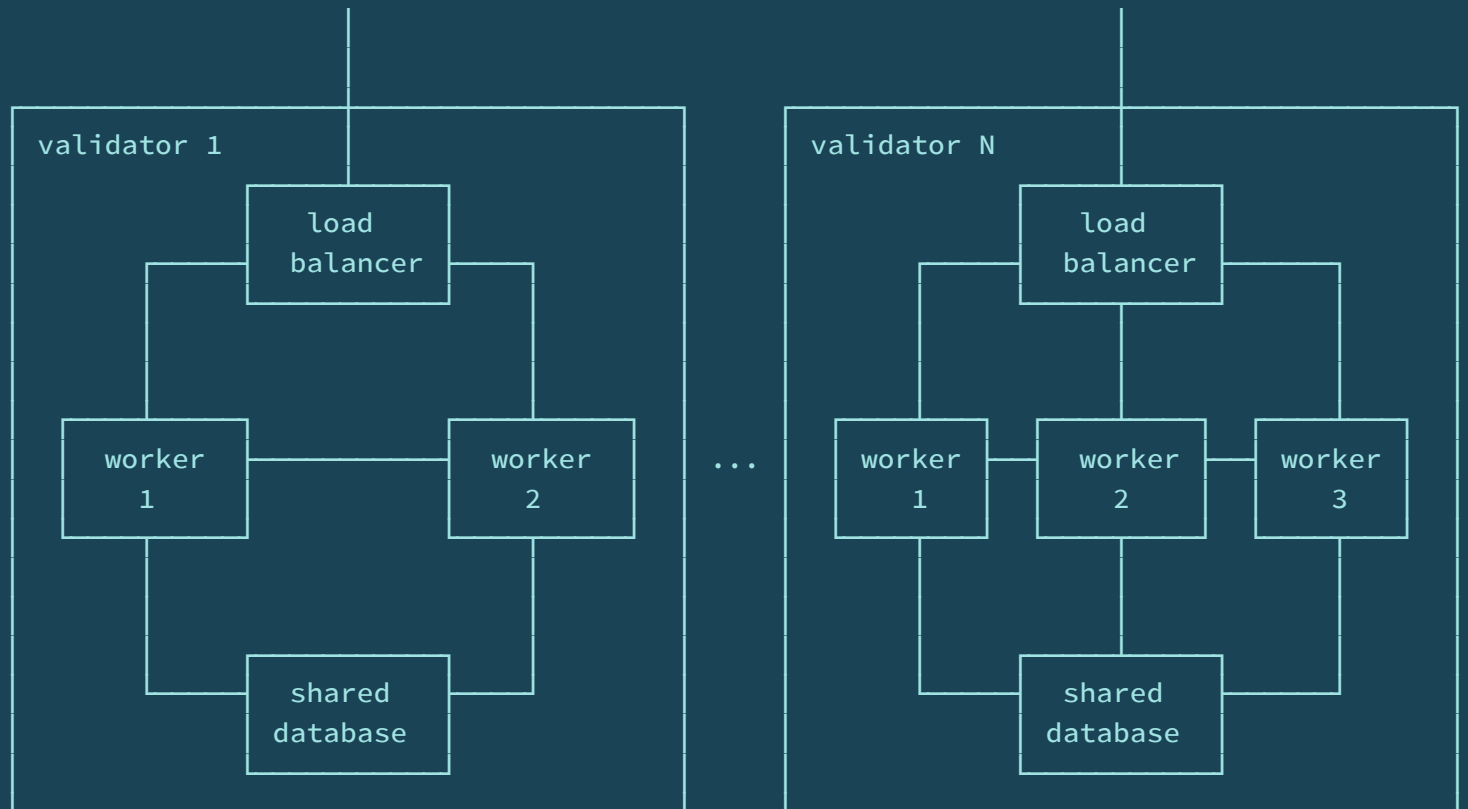 validator 1
load
balancer
worker
1
worker
2
shared
database
...
validator N
load
balancer
worker
1
worker
2
worker
3
shared
database